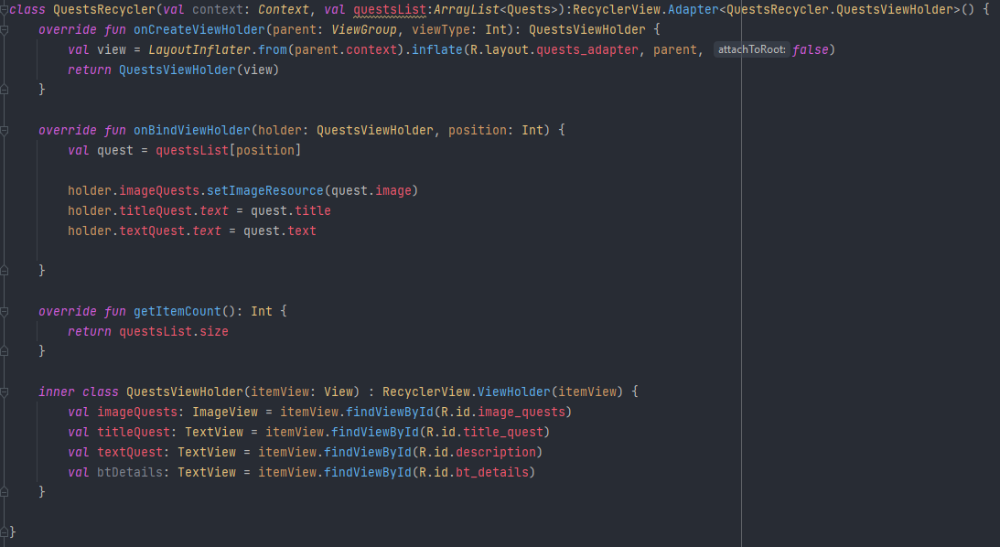 class QuestsRecycler(val context: Context, val questsList:ArrayList<Quests>):RecyclerView.Adapter<QuestsRecycler.QuestsViewHolder>() {
    override fun onCreateViewHolder(parent: ViewGroup, viewType: Int): QuestsViewHolder {
        val view = LayoutInflater.from(parent.context).inflate(R.layout.quests_adapter, parent, attachToRoot: false)
        return QuestsViewHolder(view)
    }
    override fun onBindViewHolder(holder: QuestsViewHolder, position: Int) {
        val quest = questsList[position]
        holder.imageQuests.setImageResource(quest.image)
        holder.titleQuest.text = quest.title
        holder.textQuest.text = quest.text
    }
    override fun getItemCount(): Int {
        return questsList.size
    }
    inner class QuestsViewHolder(itemView: View) : RecyclerView.ViewHolder(itemView) {
        val imageQuests: ImageView = itemView.findViewById(R.id.image_quests)
        val titleQuest: TextView = itemView.findViewById(R.id.title_quest)
        val textQuest: TextView = itemView.findViewById(R.id.description)
        val btDetails: TextView = itemView.findViewById(R.id.bt_details)
    }
}